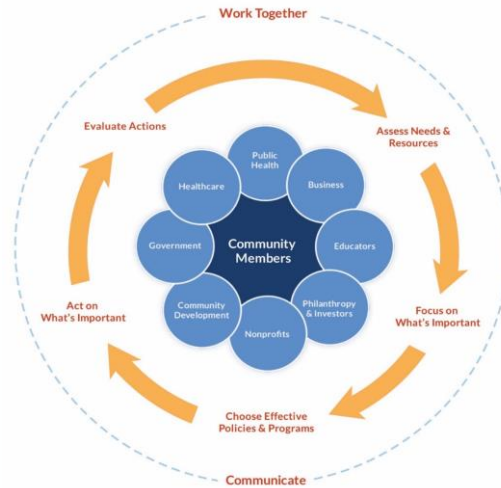 Work Together
Evaluate Actions
Assess Needs &
Resources
Public
Health
Healthcare
Business
Government
Community
Members
Educators
Community
Development
Philanthropy
& Investors
Nonprofits
Act on
What's Important
Focus on
What's Important
Choose Effective
Policies & Programs
Communicate